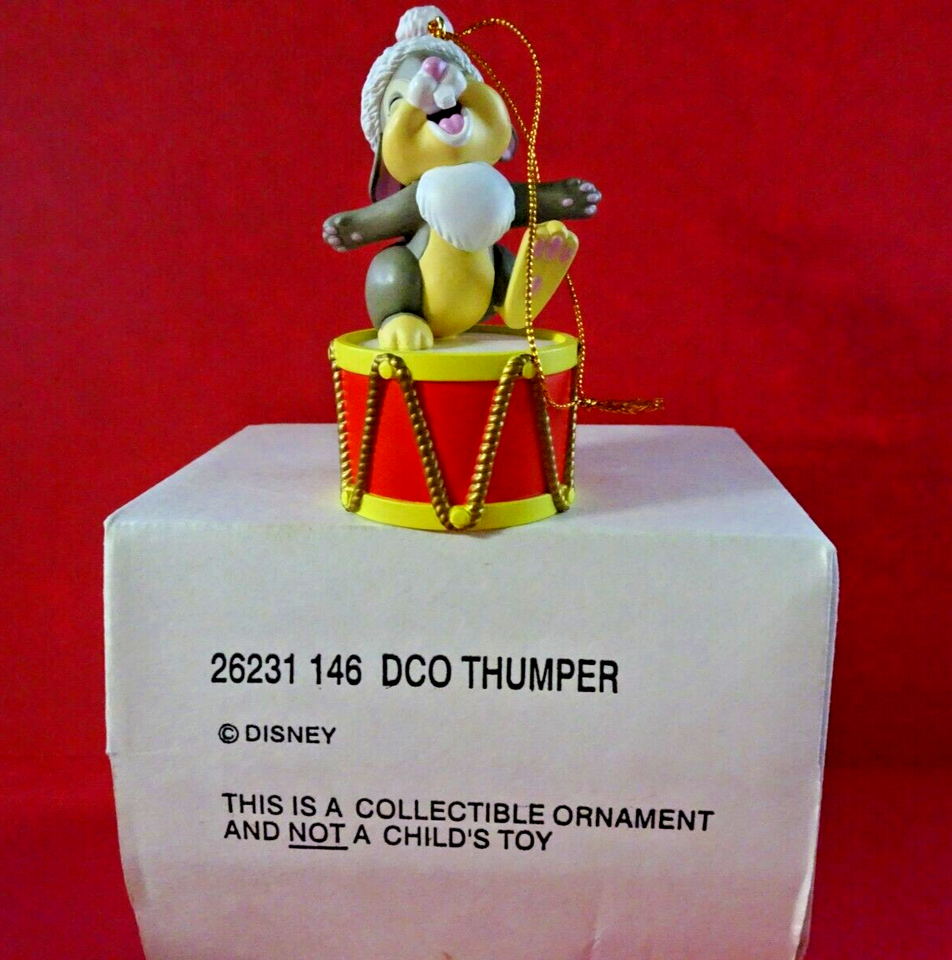 26231 146 DCO THUMPER
© DISNEY
THIS IS A COLLECTIBLE ORNAMENT
AND NOT A CHILD'S TOY